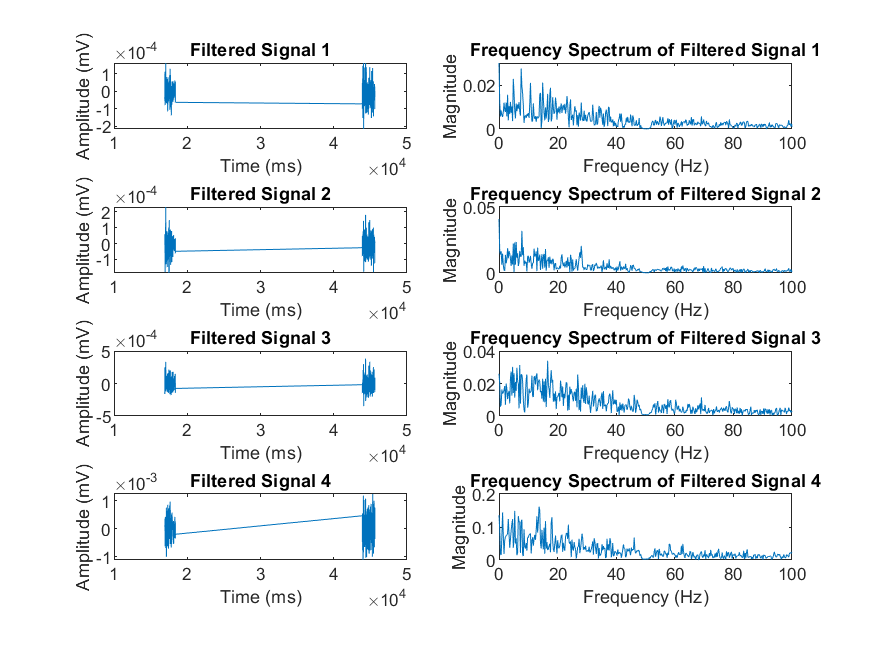 Filtered Signal 1
×10-4
Amplitude (mV)
1
0
-1
-2
1 2 3 4 5
Time (ms)
×104
Frequency Spectrum of Filtered Signal 1
Magnitude
0.02
0
0 20 40 60 80 100
Frequency (Hz)
Filtered Signal 2
×10-4
Amplitude (mV)
2
1
0
-1
1 2 3 4 5
Time (ms)
×104
Frequency Spectrum of Filtered Signal 2
Magnitude
0.05
0
0 20 40 60 80 100
Frequency (Hz)
Filtered Signal 3
×10-4
Amplitude (mV)
5
0
-5
1 2 3 4 5
Time (ms)
×104
Frequency Spectrum of Filtered Signal 3
Magnitude
0.04
0.02
0
0 20 40 60 80 100
Frequency (Hz)
Filtered Signal 4
×10-3
Amplitude (mV)
1
0
-1
1 2 3 4 5
Time (ms)
×104
Frequency Spectrum of Filtered Signal 4
Magnitude
0.2
0.1
0
0 20 40 60 80 100
Frequency (Hz)